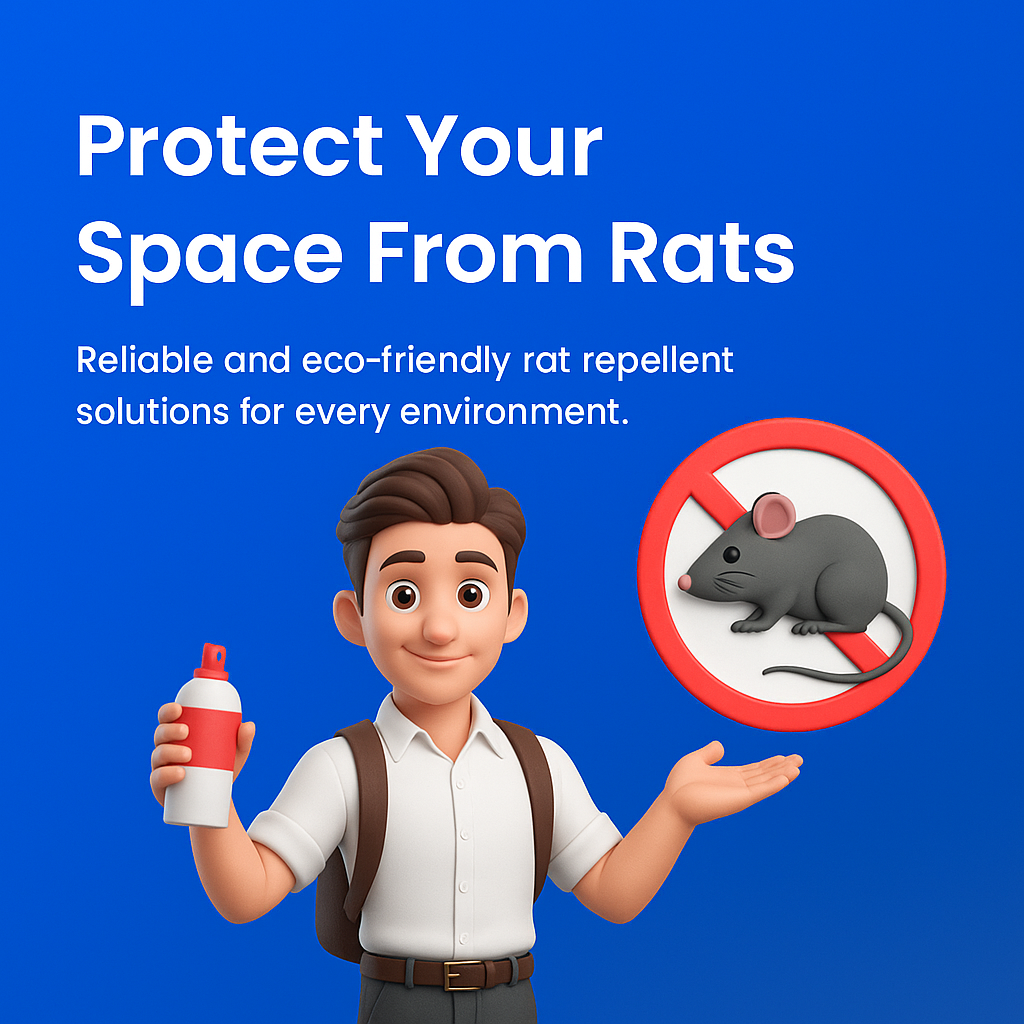 Protect Your
Space From Rats
Reliable and eco-friendly rat repellent
solutions for every environment.